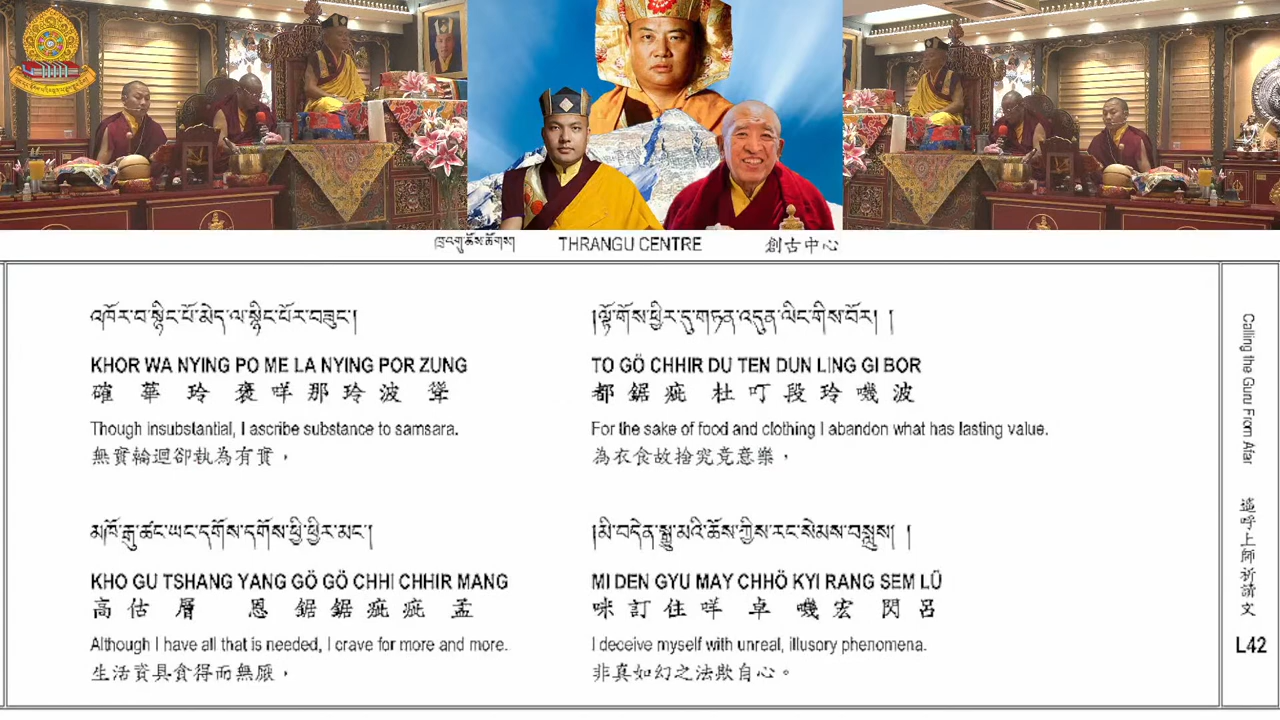 ཁྲ་འགུ་ཆོས་ཚོགས། THRANGU CENTRE 創古中心
འཁོར་བ་སྙིང་པོ་མེད་ལ་སྙིང་པོར་བཟུང་།
KHOR WA NYING PO ME LA NYING POR ZUNG
確 華 玲 褒 咩 那 玲 波 聳
Though insubstantial, I ascribe substance to samsara.
無實輪迴卻執為有實，
།ལྟོ་གོས་ཕྱིར་དུ་གཏན་འདུན་ལིང་གིས་བོར། །
TO GÖ CHHIR DU TEN DUN LING GI BOR
都 鋸 疵 杜 叮 段 玲 嘰 波
For the sake of food and clothing I abandon what has lasting value.
為衣食故捨究竟意樂，
མཁོ་རྒུ་ཚང་ཡང་དགོས་དགོས་ཕྱི་ཕྱིར་མང་།
KHO GU TSHANG YANG GÖ GÖ CHHI CHHIR MANG
高 估 層 恩 鋸 鋸 疵 疵 孟
Although I have all that is needed, I crave for more and more.
生活資具貪得而無厭，
།མི་བདེན་སྒྱུ་མའི་ཆོས་ཀྱིས་རང་སེམས་བསླུས། །
MI DEN GYU MAY CHHÖ KYI RANG SEM LÜ
咪 訂 住 咩 卓 嘰 宏 閃 呂
I deceive myself with unreal, illusory phenomena.
非真如幻之法欺自心。
Calling the Guru From Afar
遙呼上師祈請文
L42